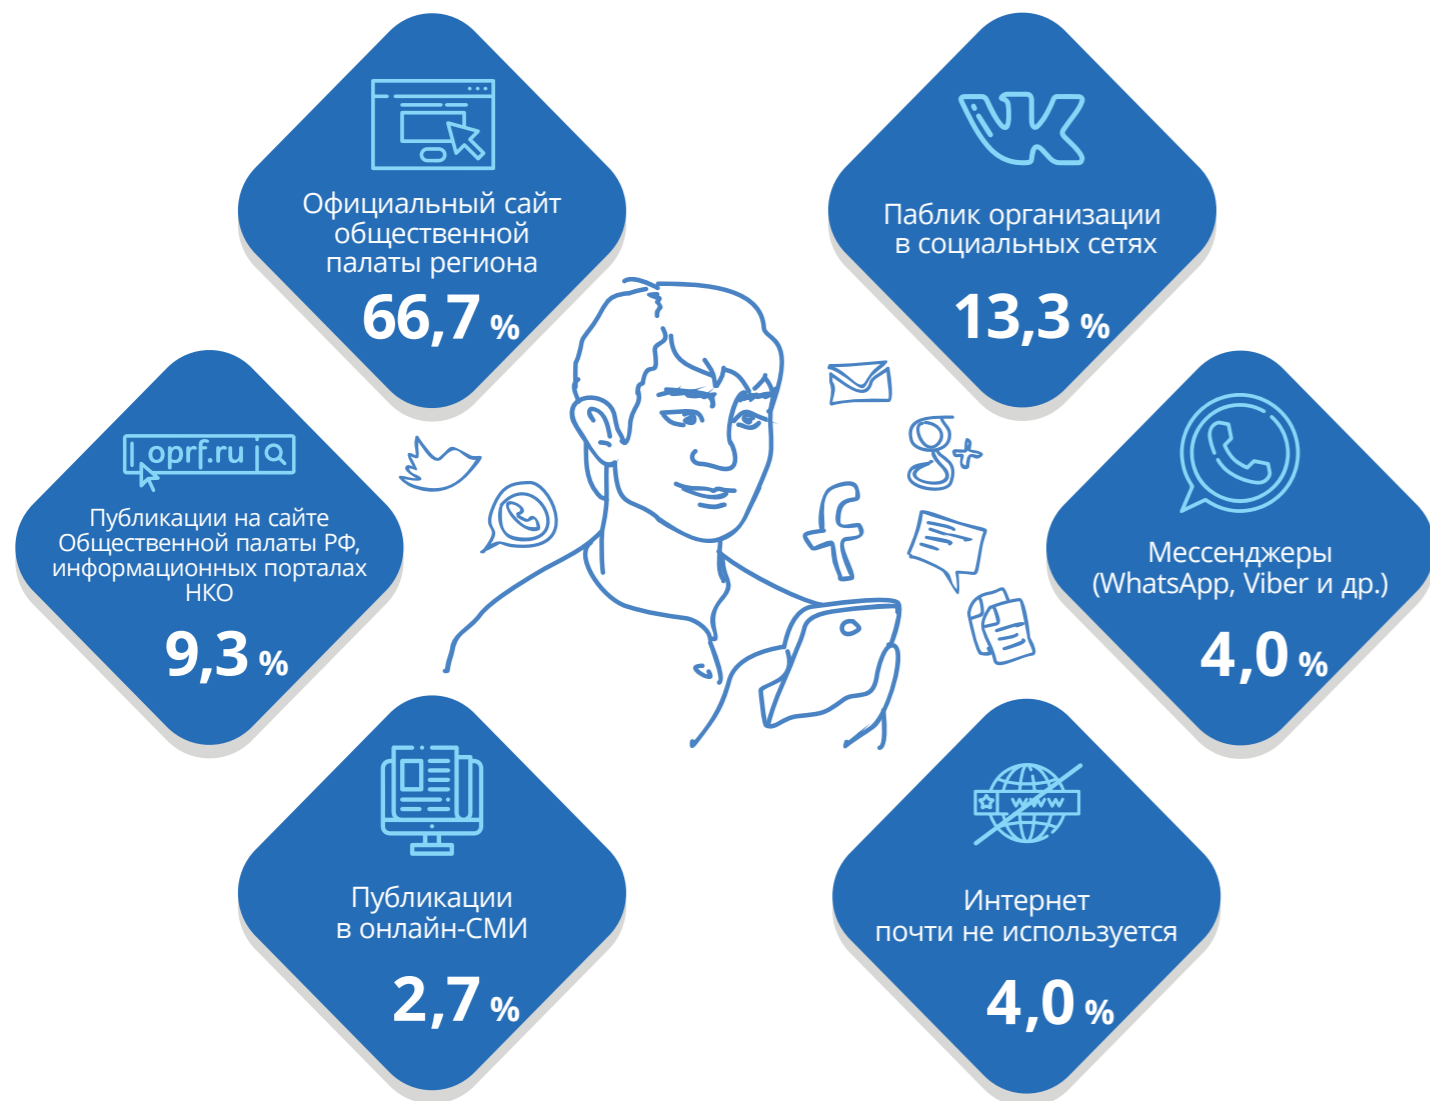 Официальный сайт
общественной
палаты региона
66,7 %
Паблик организации
в социальных сетях
13,3 %
oprf.ru
Публикации на сайте
Общественной палаты РФ,
информационных порталах
НКО
9,3 %
g+
f
Мессенджеры
(WhatsApp, Viber и др.)
4,0 %
Публикации
в онлайн-СМИ
2,7 %
www
Интернет
почти не используется
4,0 %